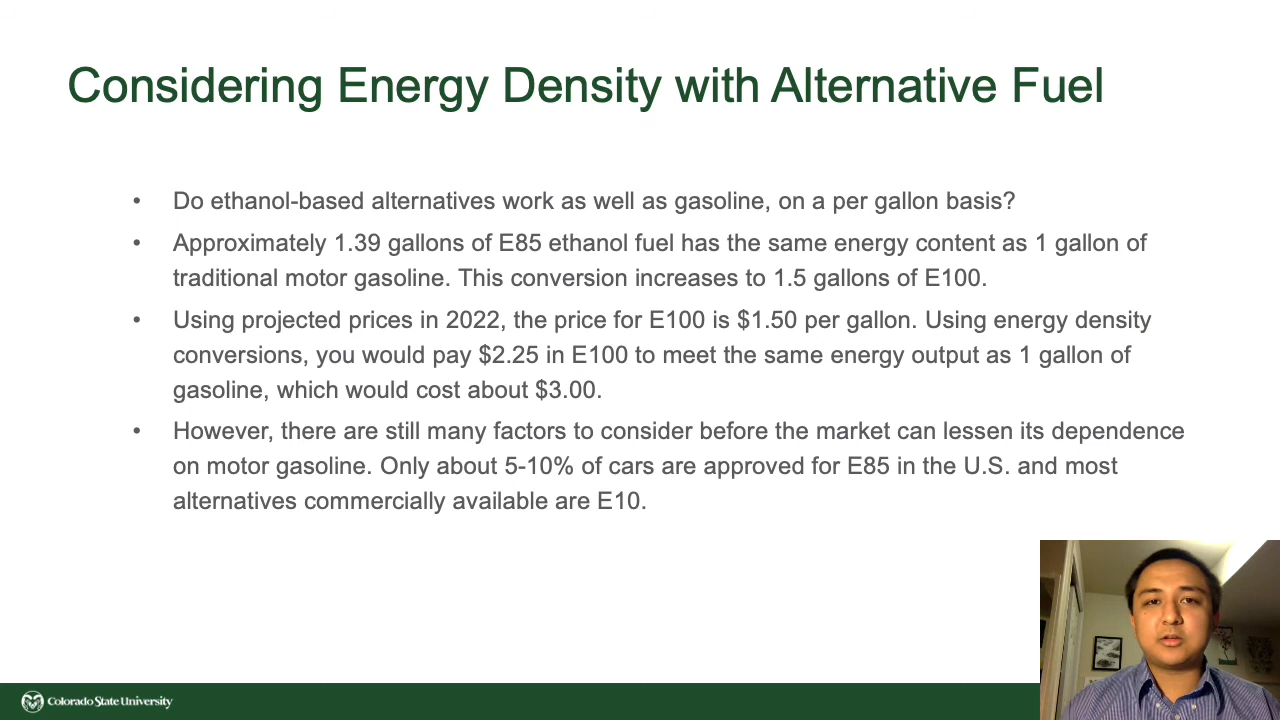 Considering Energy Density with Alternative Fuel
• Do ethanol-based alternatives work as well as gasoline, on a per gallon basis?
• Approximately 1.39 gallons of E85 ethanol fuel has the same energy content as 1 gallon of
traditional motor gasoline. This conversion increases to 1.5 gallons of E100.
• Using projected prices in 2022, the price for E100 is $1.50 per gallon. Using energy density
conversions, you would pay $2.25 in E100 to meet the same energy output as 1 gallon of
gasoline, which would cost about $3.00.
• However, there are still many factors to consider before the market can lessen its dependence
on motor gasoline. Only about 5-10% of cars are approved for E85 in the U.S. and most
alternatives commercially available are E10.
Colorado State University